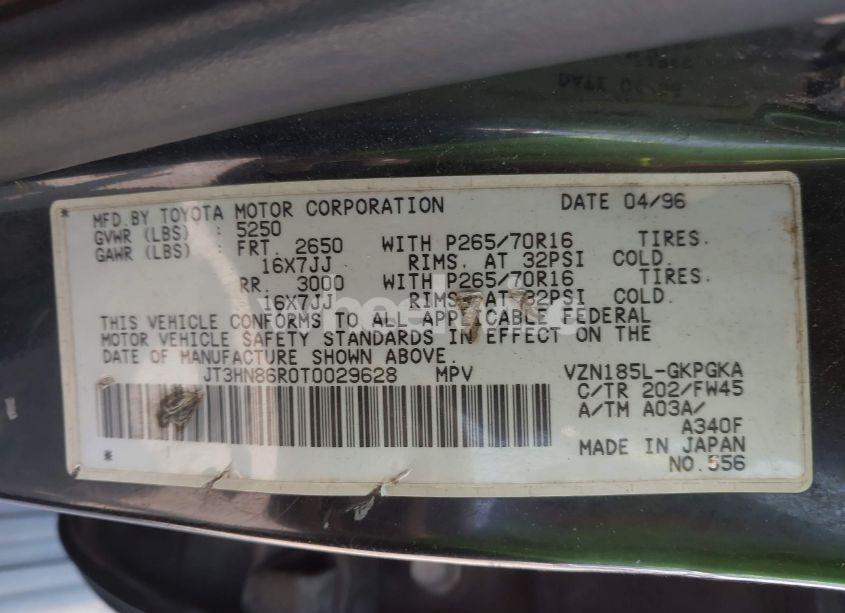 * MFD.BY TOYOTA MOTOR CORPORATION DATE 04/96
GVWR (LBS) : 5250
GAWR (LBS) : FRT. 2650 WITH P265/70R16 TIRES.
16X7JJ RIMS. AT 32PSI COLD.
RR. 3000 WITH P265/70R16 TIRES.
16X7JJ RIMS AT 32PSI COLD.
THIS VEHICLE CONFORMS TO ALL APPLICABLE FEDERAL
MOTOR VEHICLE SAFETY STANDARDS IN EFFECT ON THE
DATE OF MANUFACTURE SHOWN ABOVE.
JT3HN86R0T0029628 MPV VZN185L-GKPGKA
C/TR 202/FW45
A/TM A03A/
A340F
MADE IN JAPAN
* NO.556